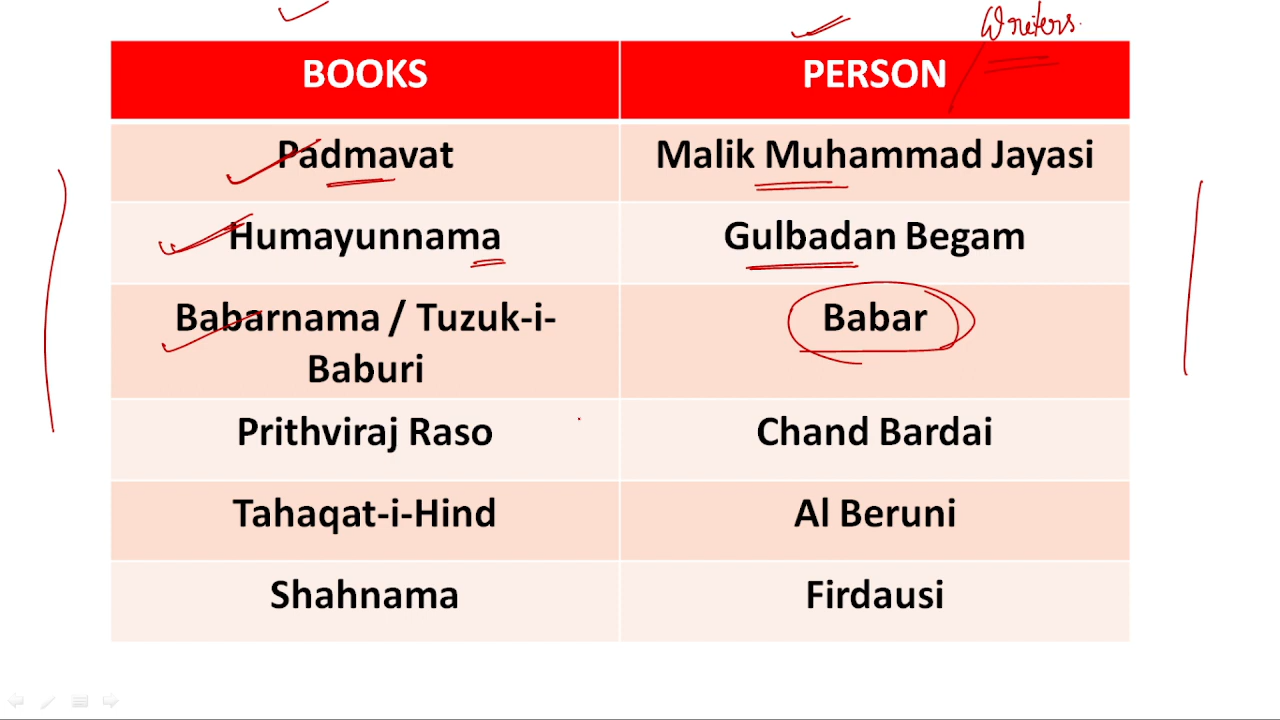 Writers.
BOOKS PERSON
Padmavat Malik Muhammad Jayasi
Humayunnama Gulbadan Begam
Babarnama / Tuzuk-i- Babar
Baburi
Prithviraj Raso Chand Bardai
Tahaqat-i-Hind Al Beruni
Shahnama Firdausi